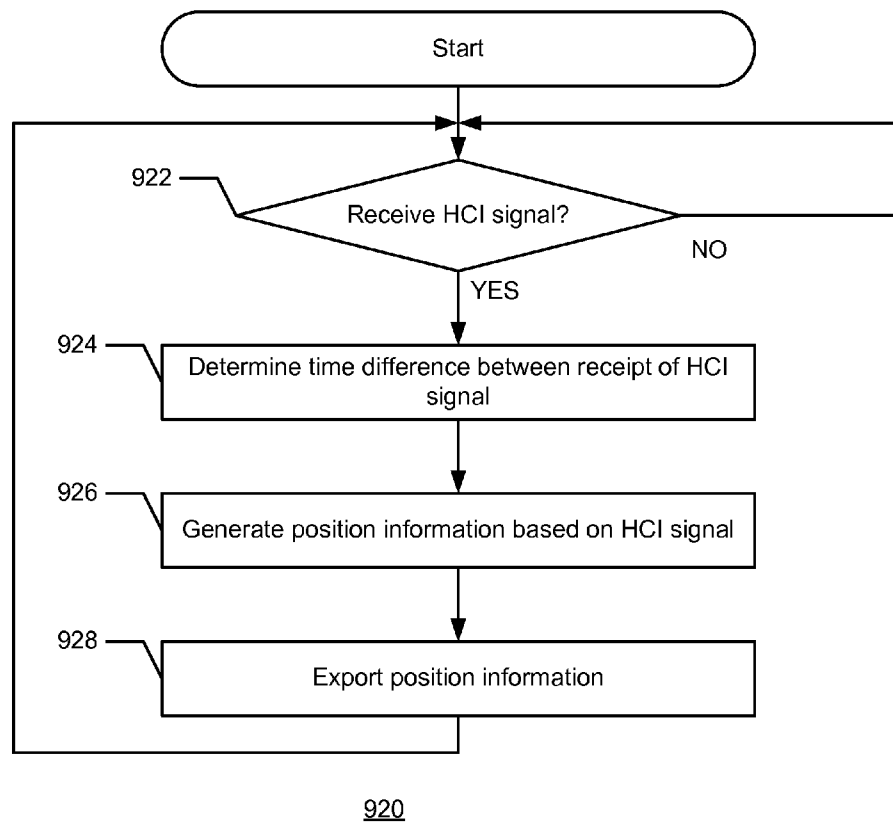 Start
922
Receive HCI signal?
NO
YES
924
Determine time difference between receipt of HCI
signal
926
Generate position information based on HCI signal
928
Export position information
920